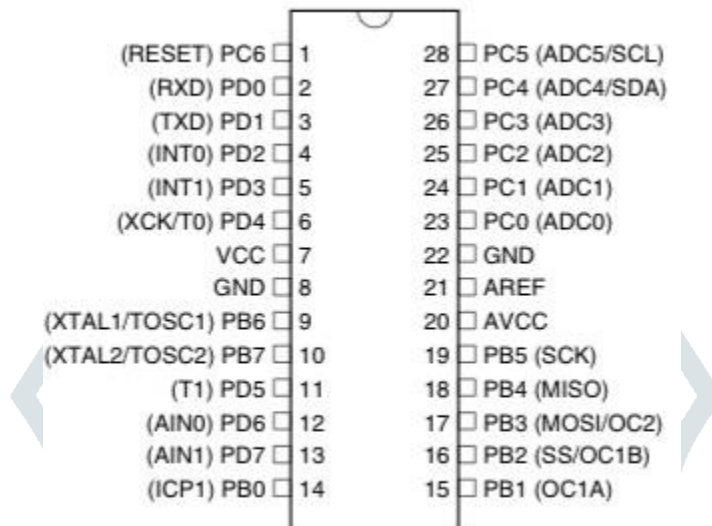 (RESET) PC6 1 28 PC5 (ADC5/SCL)
(RXD) PD0 2 27 PC4 (ADC4/SDA)
(TXD) PD1 3 26 PC3 (ADC3)
(INT0) PD2 4 25 PC2 (ADC2)
(INT1) PD3 5 24 PC1 (ADC1)
(XCK/T0) PD4 6 23 PC0 (ADC0)
VCC 7 22 GND
GND 8 21 AREF
(XTAL1/TOSC1) PB6 9 20 AVCC
(XTAL2/TOSC2) PB7 10 19 PB5 (SCK)
(T1) PD5 11 18 PB4 (MISO)
(AIN0) PD6 12 17 PB3 (MOSI/OC2)
(AIN1) PD7 13 16 PB2 (SS/OC1B)
(ICP1) PB0 14 15 PB1 (OC1A)